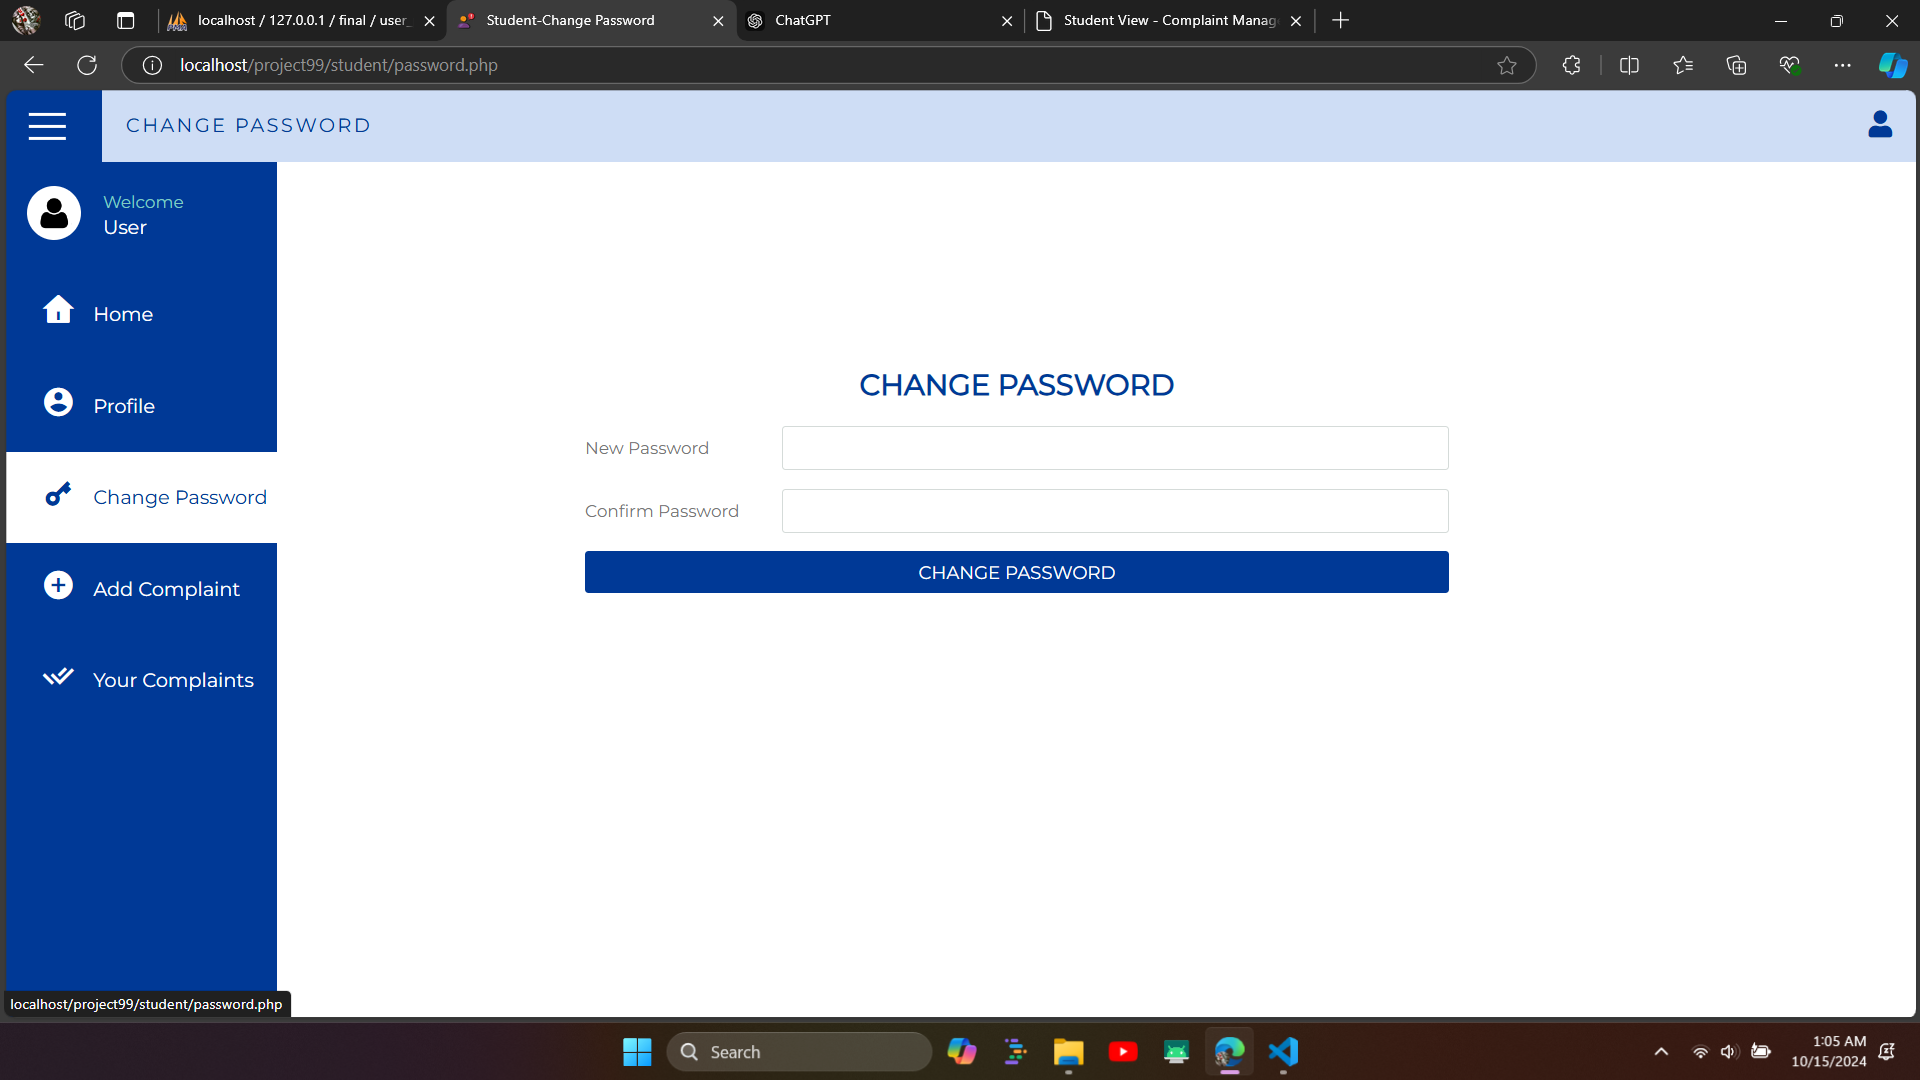 localhost / 127.0.0.1 / final / user_
Student-Change Password
ChatGPT
Student View - Complaint Manag
localhost/project99/student/password.php
CHANGE PASSWORD
Welcome
User
Home
Profile
Change Password
Add Complaint
Your Complaints
CHANGE PASSWORD
New Password
Confirm Password
CHANGE PASSWORD
localhost/project99/student/password.php
Search
1:05 AM
10/15/2024